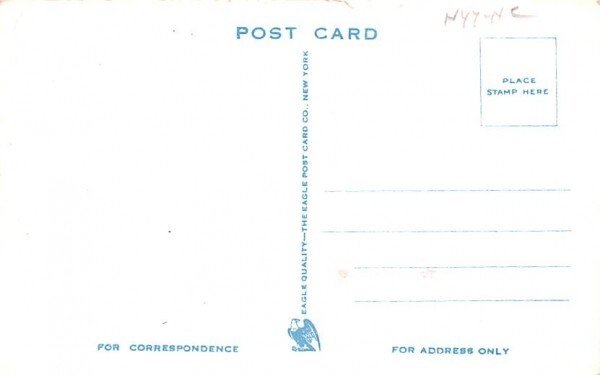 POST CARD
NYY-NC
PLACE
STAMP HERE
EAGLE QUALITY—THE EAGLE POST CARD CO., NEW YORK
FOR CORRESPONDENCE
FOR ADDRESS ONLY